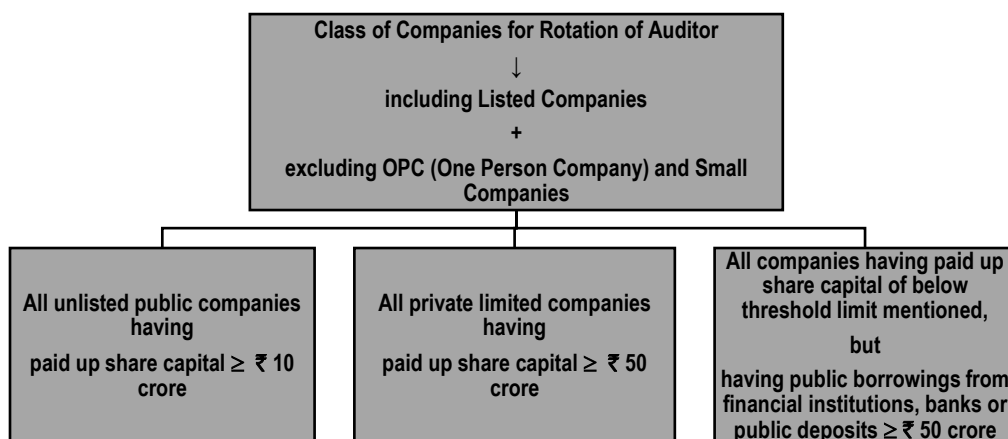 Class of Companies for Rotation of Auditor
↓
including Listed Companies
+
excluding OPC (One Person Company) and Small
Companies
All unlisted public companies
having
paid up share capital ≥ ₹ 10
crore
All private limited companies
having
paid up share capital ≥ ₹ 50
crore
All companies having paid up
share capital of below
threshold limit mentioned,
but
having public borrowings from
financial institutions, banks or
public deposits ≥ ₹ 50 crore